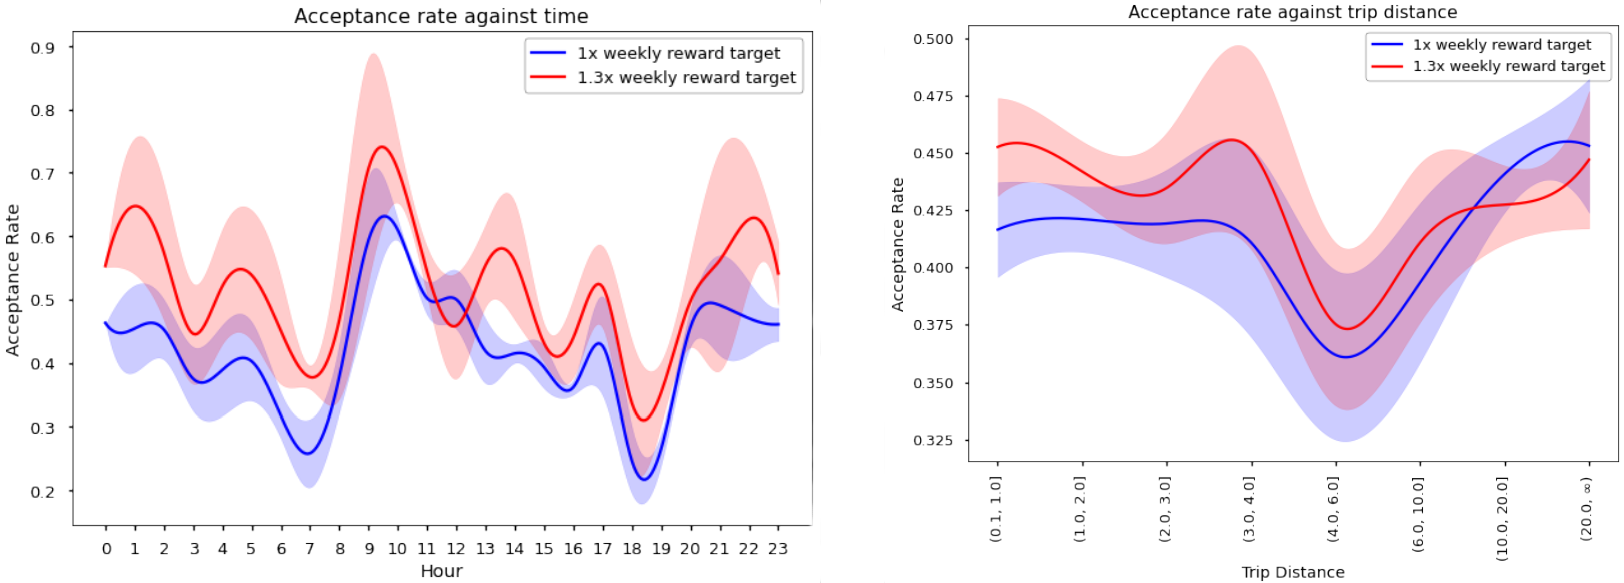 Acceptance rate against time
Acceptance Rate
0.9
0.8
0.7
0.6
0.5
0.4
0.3
0.2
1x weekly reward target
1.3x weekly reward target
0 1 2 3 4 5 6 7 8 9 10 11 12 13 14 15 16 17 18 19 20 21 22 23
Hour
Acceptance rate against trip distance
Acceptance Rate
0.500
0.475
0.450
0.425
0.400
0.375
0.350
0.325
1x weekly reward target
1.3x weekly reward target
(0.1, 1.0]
(1.0, 2.0]
(2.0, 3.0]
(3.0, 4.0]
(4.0, 6.0]
(6.0, 10.0]
(10.0, 20.0]
(20.0, ∞)
Trip Distance